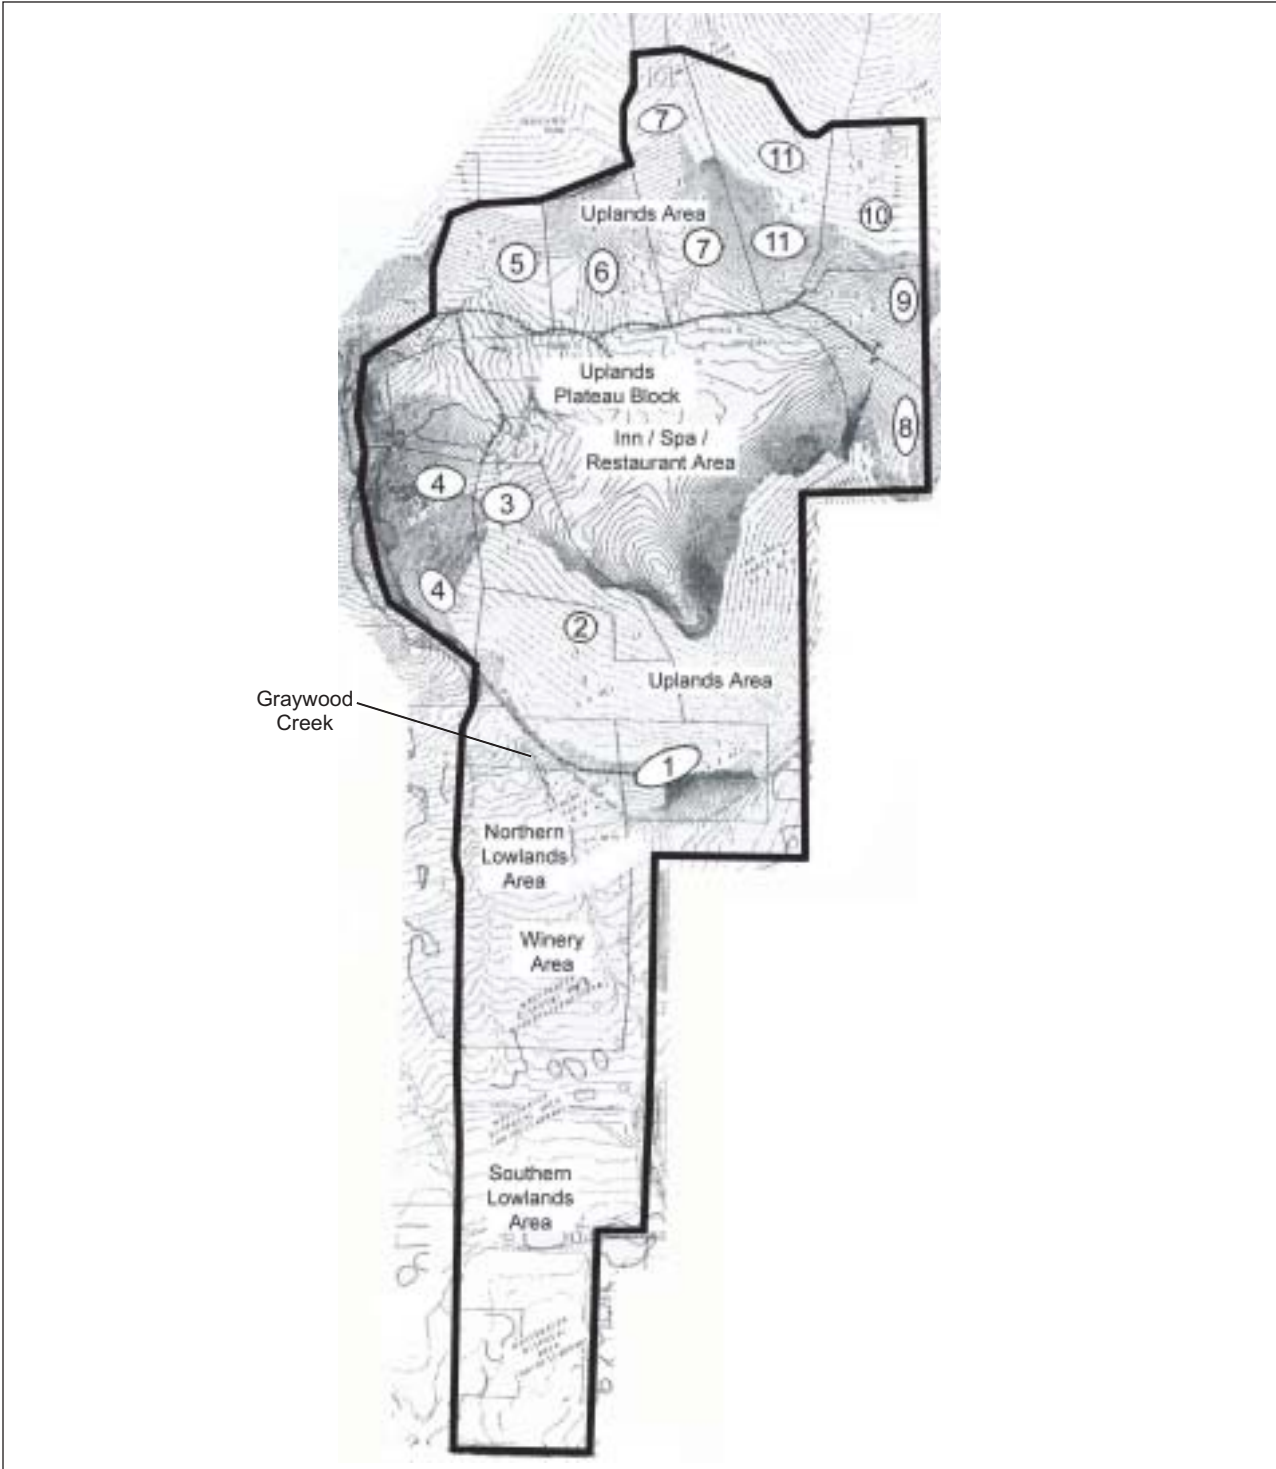 7
11
10
Uplands Area
7
11
5
6
9
Uplands
Plateau Block
8
Inn / Spa /
Restaurant Area
4
3
4
2
Uplands Area
Graywood
Creek
1
Northern
Lowlands
Area
Winery
Area
Southern
Lowlands
Area